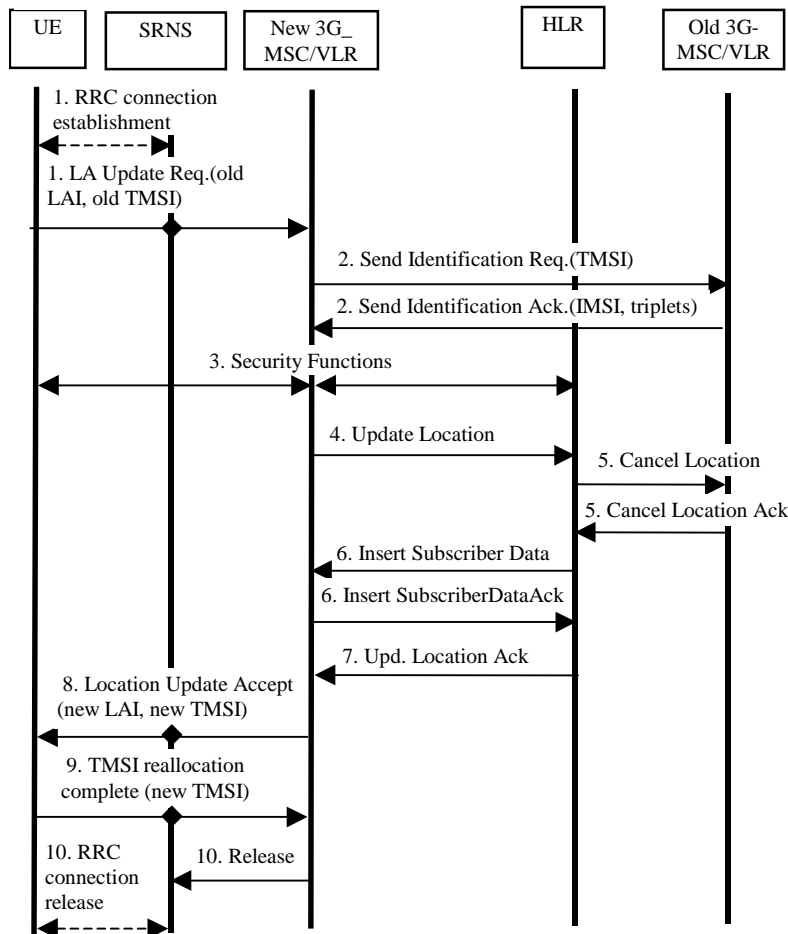 UE
SRNS
New 3G_
MSC/VLR
HLR
Old 3G-
MSC/VLR
1. RRC connection
establishment
1. LA Update Req.(old
LAI, old TMSI)
2. Send Identification Req.(TMSI)
2. Send Identification Ack.(IMSI, triplets)
3. Security Functions
4. Update Location
5. Cancel Location
5. Cancel Location Ack
6. Insert Subscriber Data
6. Insert SubscriberDataAck
7. Upd. Location Ack
8. Location Update Accept
(new LAI, new TMSI)
9. TMSI reallocation
complete (new TMSI)
10. RRC
connection
release
10. Release